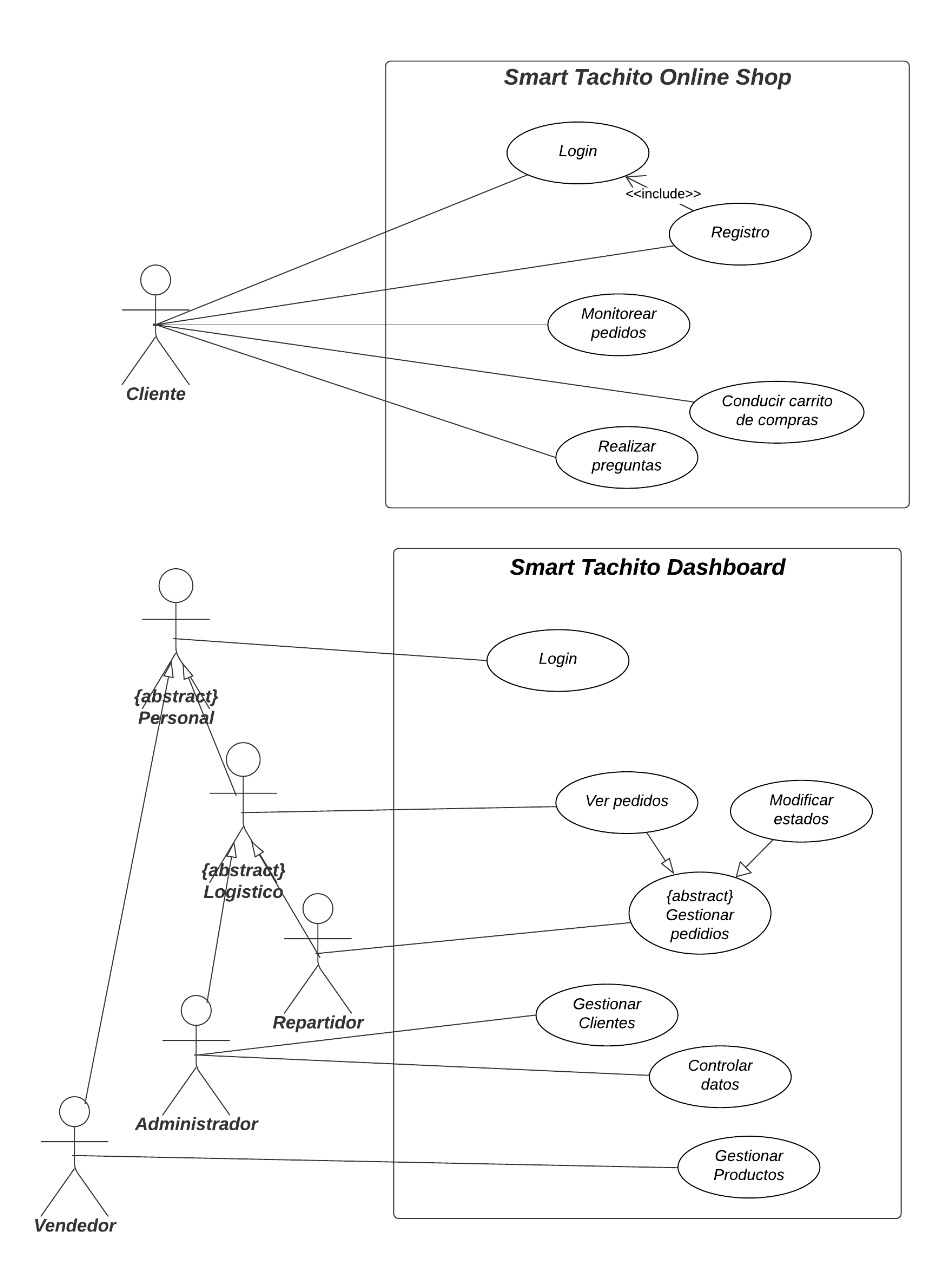 Smart Tachito Online Shop
Login
<<include>>
Registro
Monitorear
pedidos
Cliente
Conducir carrito
de compras
Realizar
preguntas
Smart Tachito Dashboard
Login
{abstract}
Personal
Ver pedidos
Modificar
estados
{abstract}
Logistico
{abstract}
Gestionar
pedidios
Repartidor
Gestionar
Clientes
Controlar
datos
Administrador
Gestionar
Productos
Vendedor